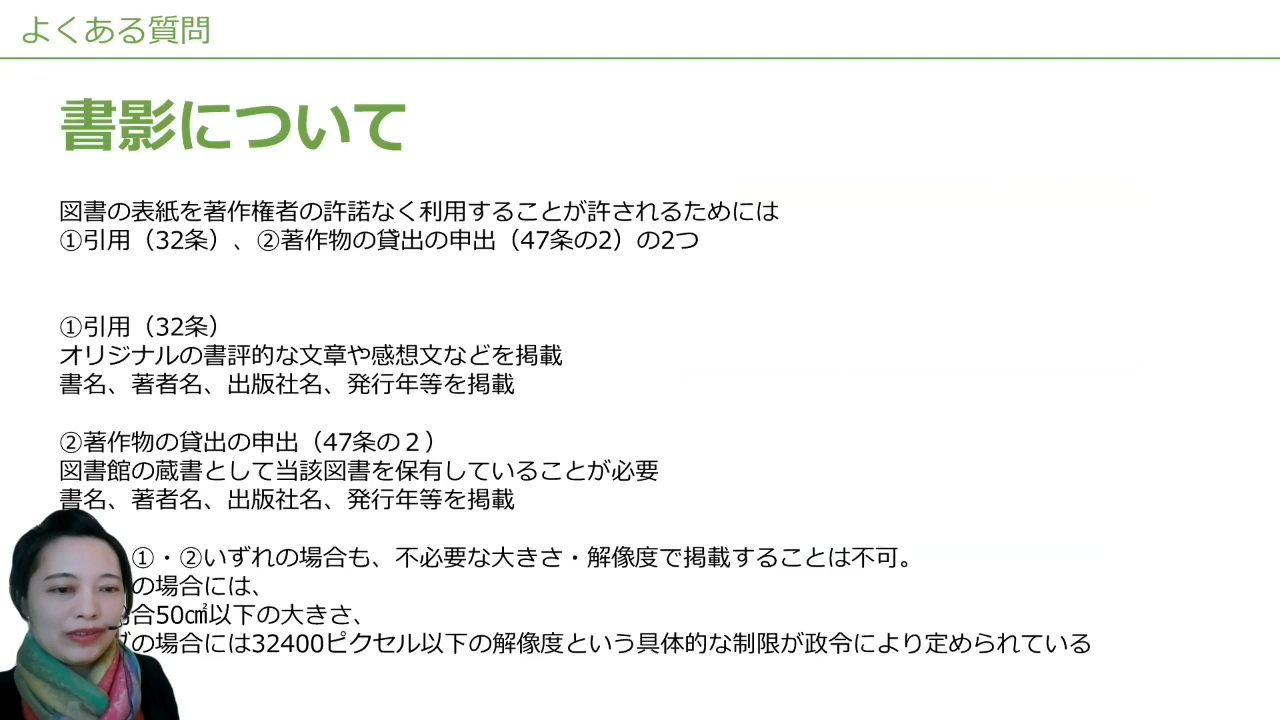 よくある質問
書影について
図書の表紙を著作権者の許諾なく利用することが許されるためには
①引用（32条）、②著作物の貸出の申出（47条の2）の2つ
①引用（32条）
オリジナルの書評的な文章や感想文などを掲載
書名、著者名、出版社名、発行年等を掲載
②著作物の貸出の申出（47条の２）
図書館の蔵書として当該図書を保有していることが必要
書名、著者名、出版社名、発行年等を掲載
①・②いずれの場合も、不必要な大きさ・解像度で掲載することは不可。
の場合には、
合50㎠以下の大きさ、
の場合には32400ピクセル以下の解像度という具体的な制限が政令により定められている